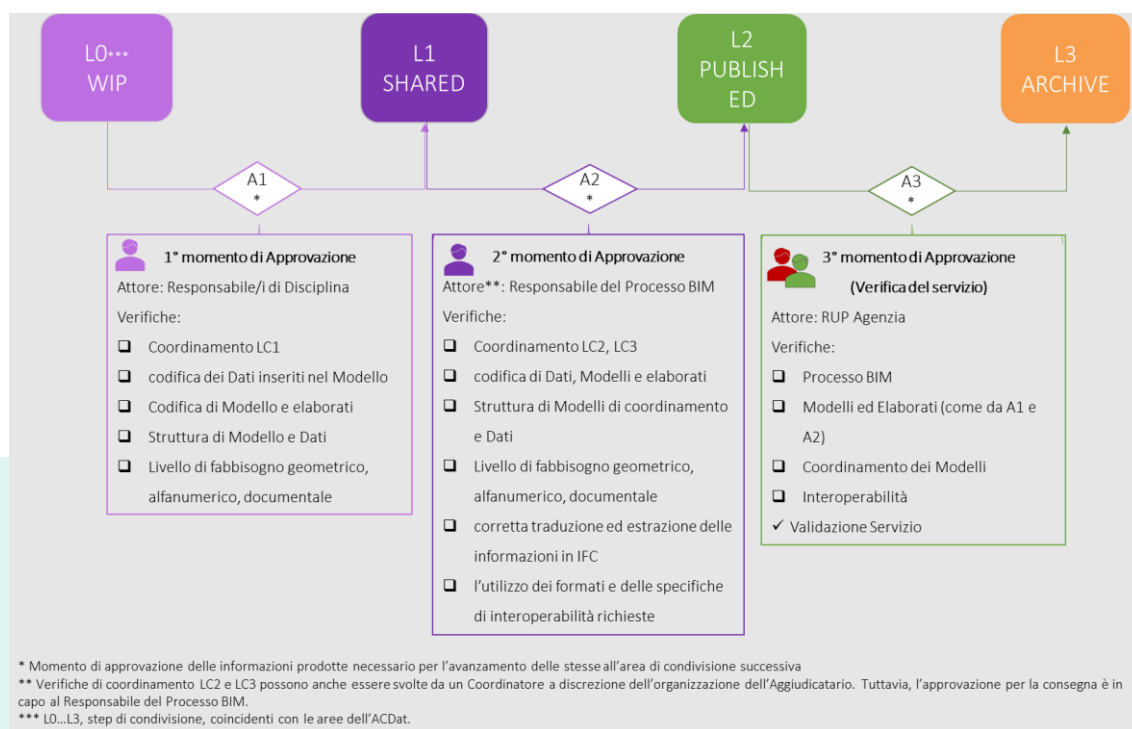 L0***
WIP
L1
SHARED
L2
PUBLISH
ED
L3
ARCHIVE
A1
*
A2
*
A3
*
1° momento di Approvazione
Attore: Responsabile/i di Disciplina
Verifiche:
❑ Coordinamento LC1
❑ codifica dei Dati inseriti nel Modello
❑ Codifica di Modello e elaborati
❑ Struttura di Modello e Dati
❑ Livello di fabbisogno geometrico,
alfanumerico, documentale
2° momento di Approvazione
Attore**: Responsabile del Processo BIM
Verifiche:
❑ Coordinamento LC2, LC3
❑ codifica di Dati, Modelli e elaborati
❑ Struttura di Modelli di coordinamento
e Dati
❑ Livello di fabbisogno geometrico,
alfanumerico, documentale
❑ corretta traduzione ed estrazione delle
informazioni in IFC
❑ l'utilizzo dei formati e delle specifiche
di interoperabilità richieste
3° momento di Approvazione
(Verifica del servizio)
Attore: RUP Agenzia
Verifiche:
❑ Processo BIM
❑ Modelli ed Elaborati (come da A1 e
A2)
❑ Coordinamento dei Modelli
❑ Interoperabilità
✓ Validazione Servizio
* Momento di approvazione delle informazioni prodotte necessario per l'avanzamento delle stesse all'area di condivisione successiva
** Verifiche di coordinamento LC2 e LC3 possono anche essere svolte da un Coordinatore a discrezione dell'organizzazione dell'Aggiudicatario. Tuttavia, l'approvazione per la consegna è in
capo al Responsabile del Processo BIM.
*** L0...L3, step di condivisione, coincidenti con le aree dell'ACDat.